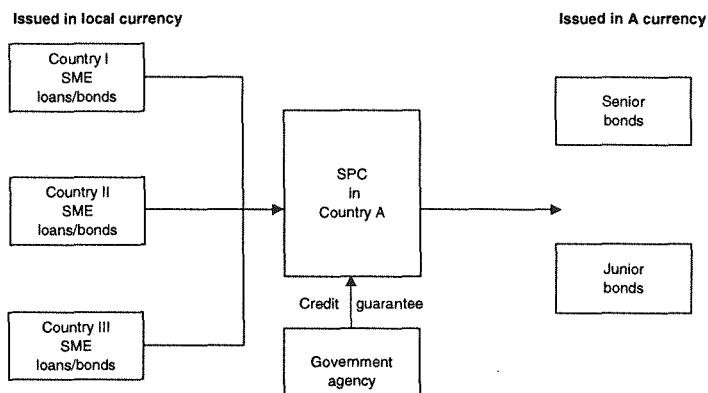 Issued in local currency
Issued in A currency
Country I
SME
loans/bonds
Country II
SME
loans/bonds
Country III
SME
loans/bonds
SPC
in
Country A
Credit guarantee
Government
agency
Senior
bonds
Junior
bonds